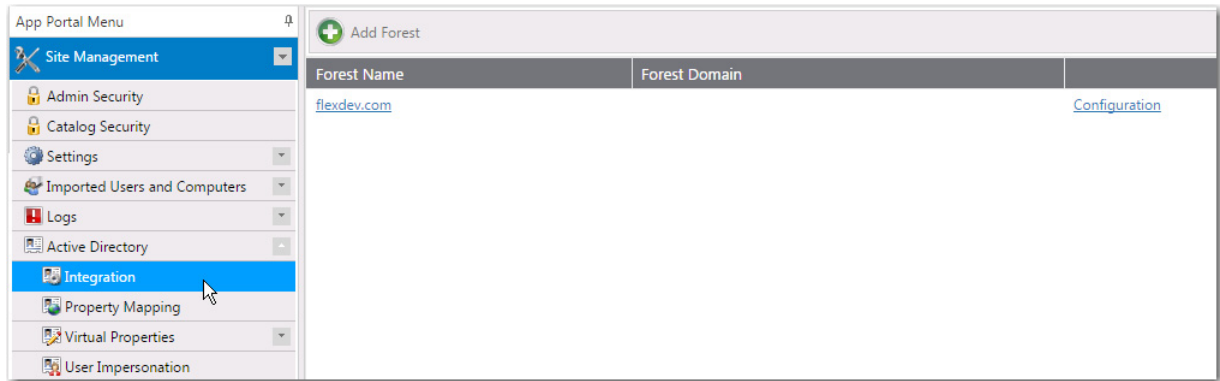 App Portal Menu
Site Management
Admin Security
Catalog Security
Settings
Imported Users and Computers
Logs
Active Directory
Integration
Property Mapping
Virtual Properties
User Impersonation
Add Forest
Forest Name Forest Domain
flexdev.com Configuration